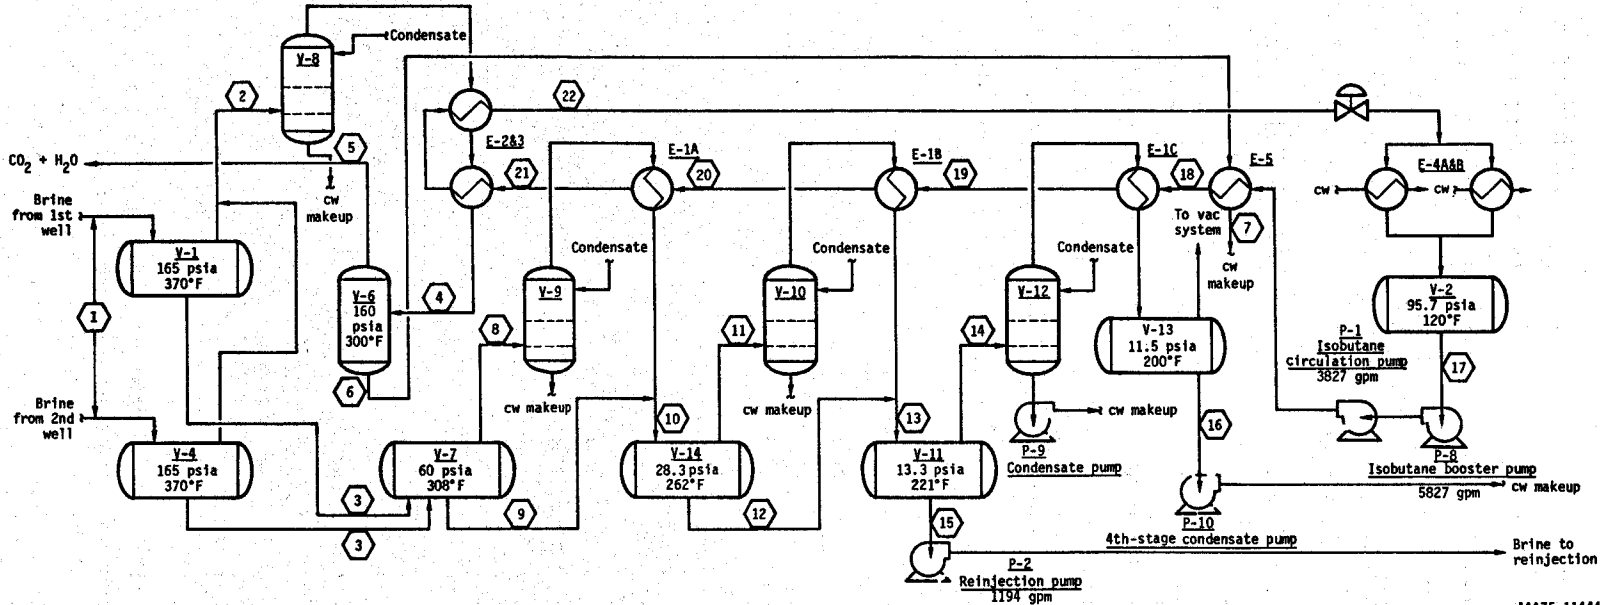 V-8
Condensate
2
22
5
CO2 + H2O
E-2&3
E-1A
E-1B
E-1C
E-5
E-4A&B
21
20
19
18
cw
cw
cw
makeup
Brine
from 1st
well
To vac
system
7
cw
makeup
V-1
165 psia
370°F
Condensate
Condensate
Condensate
V-6
160
psia
300°F
4
V-9
V-10
V-12
V-2
95.7 psia
120°F
1
8
11
14
V-13
11.5 psia
200°F
P-1
Isobutane
circulation pump
3827 gpm
17
6
Brine
from 2nd
well
cw makeup
cw makeup
cw makeup
10
13
16
V-4
165 psia
370°F
V-7
60 psia
308°F
V-14
28.3 psia
262°F
V-11
13.3 psia
221°F
P-9
Condensate pump
P-8
Isobutane booster pump
5827 gpm
cw makeup
3
9
12
15
3
P-10
4th-stage condensate pump
P-2
Reinjection pump
1194 gpm
Brine to
reinjection